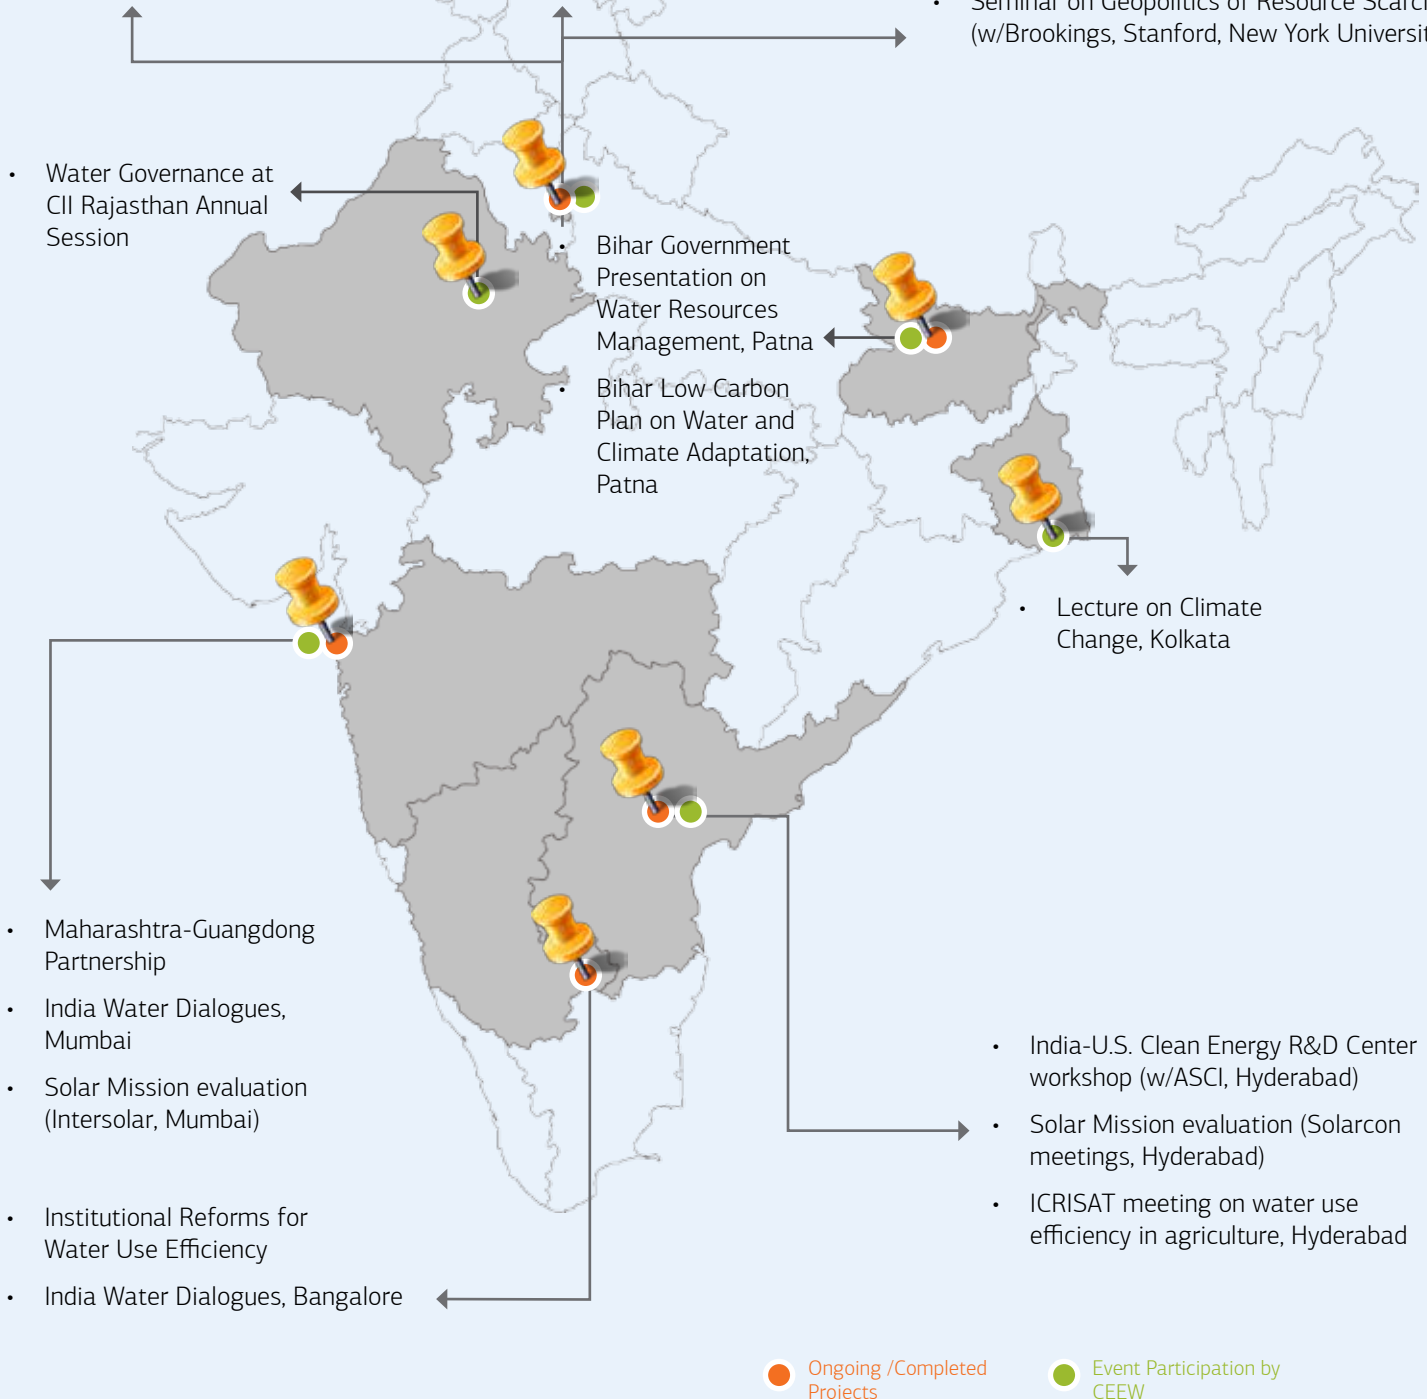 • Seminar on Geopolitics of Resource
(w/Brookings, Stanford, New York
• Water Governance at
CII Rajasthan Annual
Session
• Bihar Government
Presentation on
Water Resources
Management, Patna
• Bihar Low Carbon
Plan on Water and
Climate Adaptation,
Patna
• Lecture on Climate
Change, Kolkata
• Maharashtra-Guangdong
Partnership
• India Water Dialogues,
Mumbai
• Solar Mission evaluation
(Intersolar, Mumbai)
• Institutional Reforms for
Water Use Efficiency
• India Water Dialogues, Bangalore
• India-U.S. Clean Energy R&D Center
workshop (w/ASCI, Hyderabad)
• Solar Mission evaluation (Solarcon
meetings, Hyderabad)
• ICRISAT meeting on water use
efficiency in agriculture, Hyderabad
Ongoing /Completed
Projects
Event Participation by
CEEW